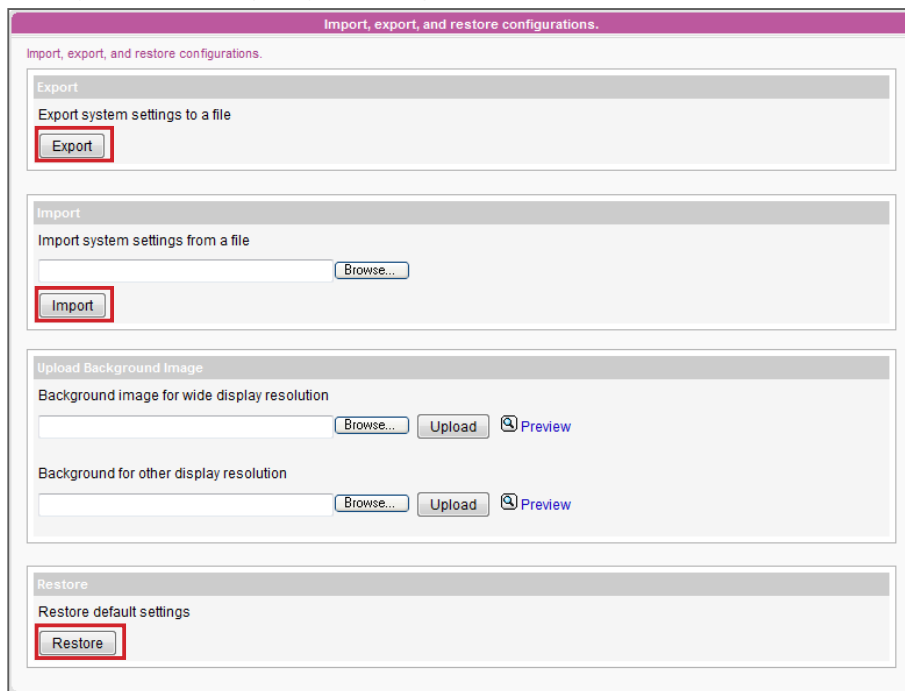 Import, export, and restore configurations.
Import, export, and restore configurations.
Export
Export system settings to a file
Export
Import
Import system settings from a file
Browse...
Import
Upload Background Image
Background image for wide display resolution
Browse... Upload Preview
Background for other display resolution
Browse... Upload Preview
Restore
Restore default settings
Restore